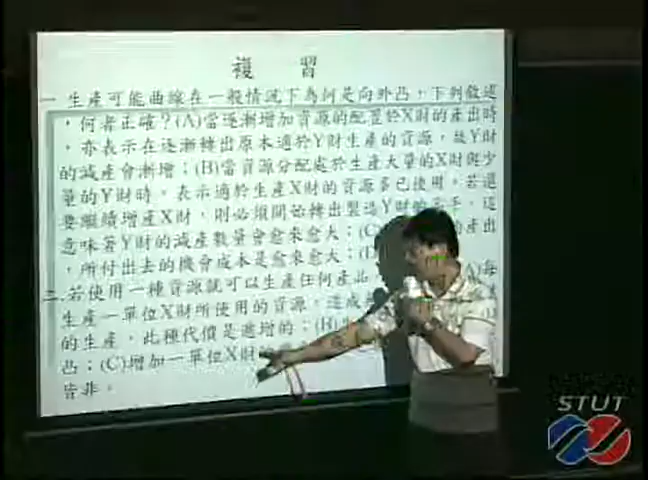 複 習
一 生產可能曲線在一般情況下為何是向外凸，下列敘述
，何者正確？(A)當逐漸增加資源的配置於X財的產出時
，亦表示在逐漸轉出原本適於Y財生產的資源，故Y財
的減產會漸增；(B)當資源分配處於生產大量的X財與少
量的Y財時，表示適於生產X財的資源多已使用，若還
要繼續增產X財，則必須開始轉出製造Y財的高手，這
意味著Y財的減產數量會愈來愈大；(C) 的產出
，所付出去的機會成本是愈來愈大；(D)
二.若使用一種資源就可以生產任何產品， (A)每
生產一單位X財所使用的資源，造成
的生產，此種代價是遞增的；(B)
凸；(C)增加一單位X財
皆非。
STUT